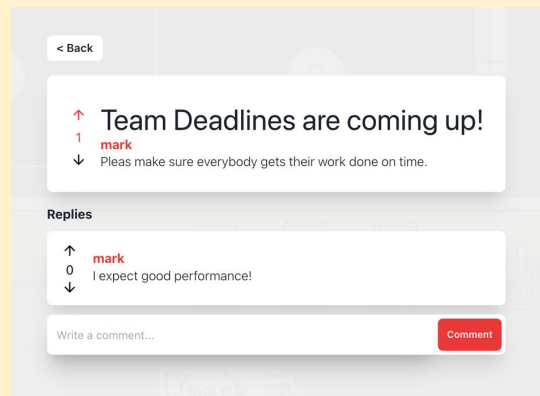 < Back
Team Deadlines are coming up!
1
mark
Pleas make sure everybody gets their work done on time.
Replies
mark
0
I expect good performance!
Write a comment...
Comment